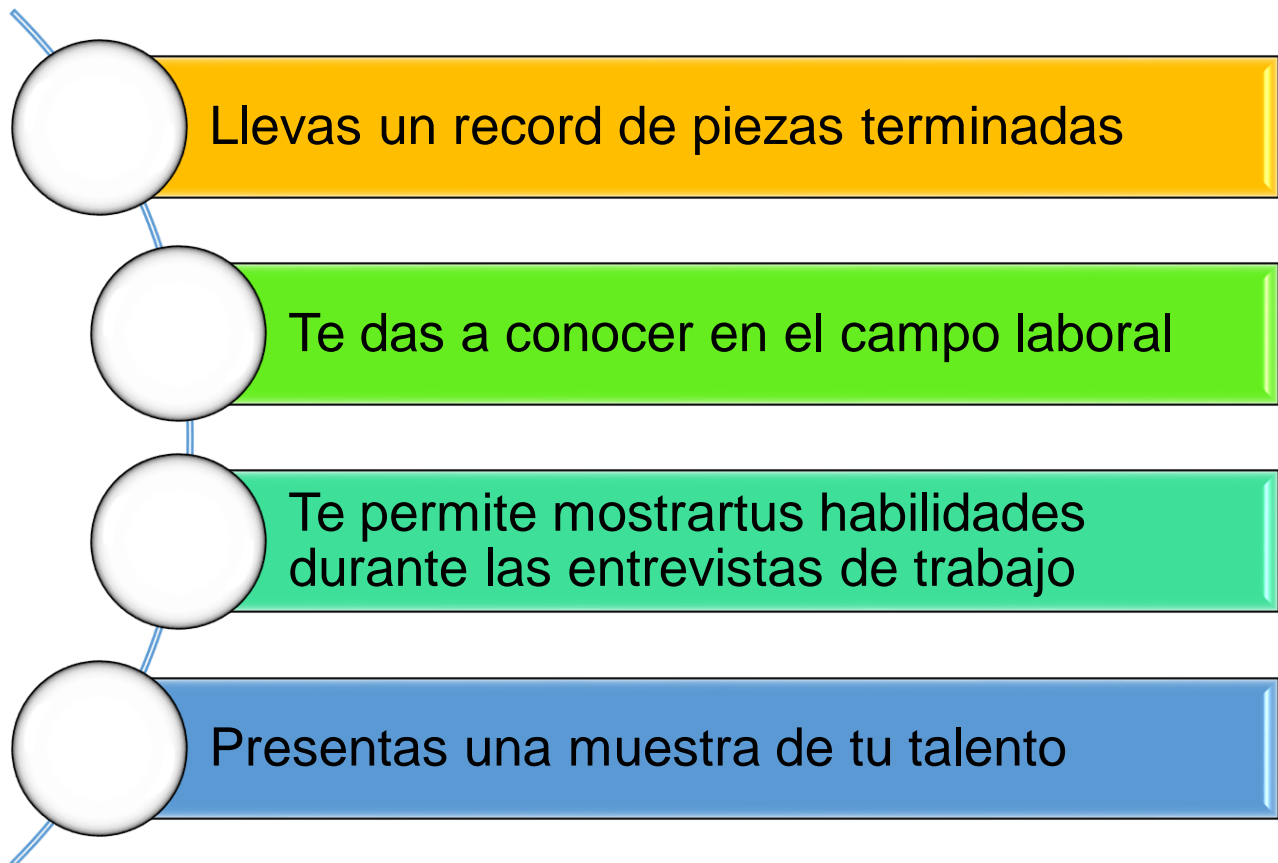 Llevas un record de piezas terminadas
Te das a conocer en el campo laboral
Te permite mostrartus habilidades
durante las entrevistas de trabajo
Presentas una muestra de tu talento